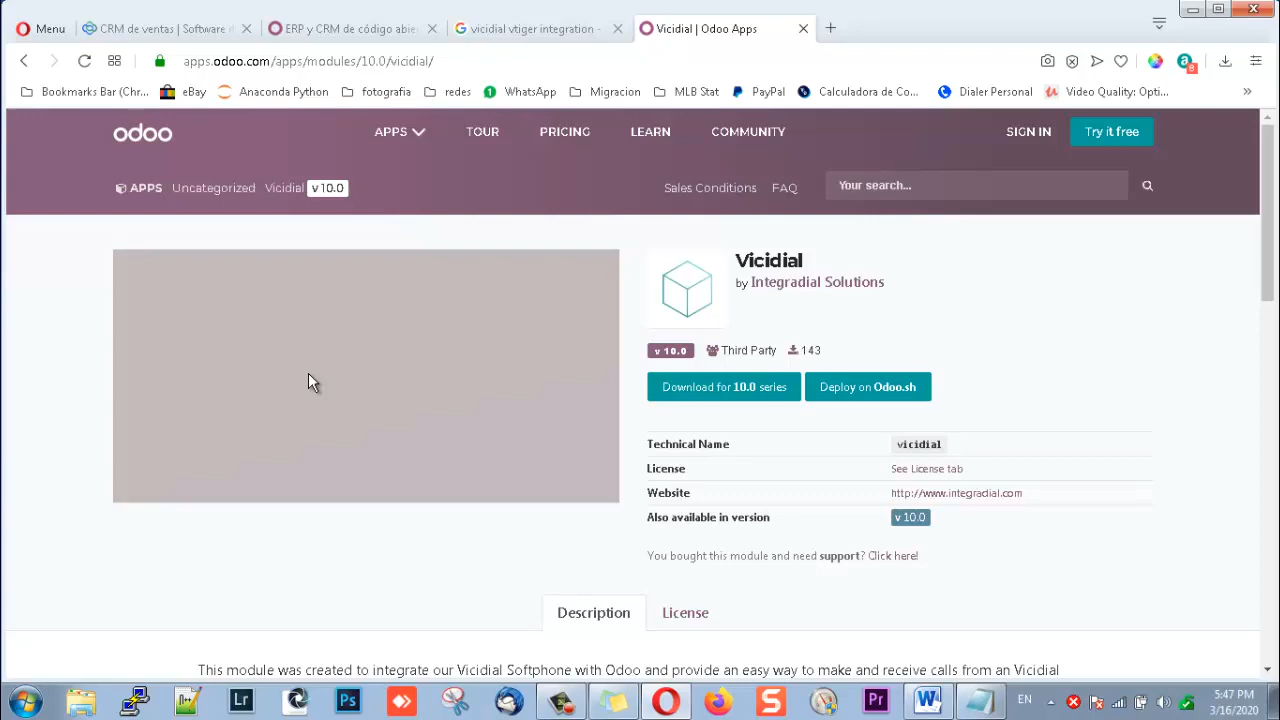 Menu
CRM de ventas | Software i
ERP y CRM de código abie
vicidial vtiger integration -
Vicidial | Odoo Apps
apps.odoo.com/apps/modules/10.0/vicidial/
Bookmarks Bar (Chr... eBay Anaconda Python fotografia redes WhatsApp Migracion MLB Stat PayPal Calculadora de Co... Dialer Personal Video Quality: Opti...
odoo APPS TOUR PRICING LEARN COMMUNITY SIGN IN Try it free
APPS Uncategorized Vicidial v 10.0 Sales Conditions FAQ Your search...
Vicidial
by Integradial Solutions
v 10.0 Third Party 143
Download for 10.0 series Deploy on Odoo.sh
Technical Name vicidial
License See License tab
Website http://www.integradial.com
Also available in version v 10.0
You bought this module and need support? Click here!
Description License
This module was created to integrate our Vicidial Softphone with Odoo and provide an easy way to make and receive calls from an Vicidial
Lr Ps S Pr W EN 5:47 PM
3/16/2020